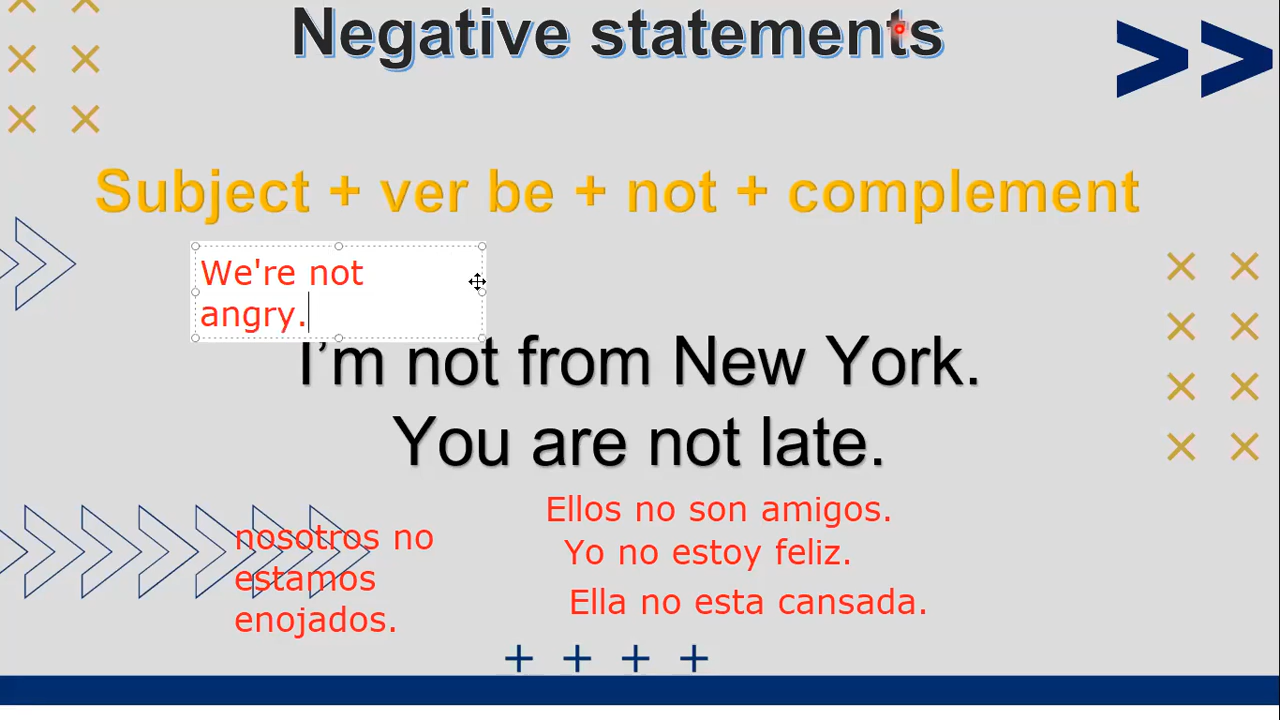 Negative statements
Subject + ver be + not + complement
We're not
angry.
I'm not from New York.
You are not late.
Ellos no son amigos.
nosotros no
Yo no estoy feliz.
estamos
Ella no esta cansada.
enojados.